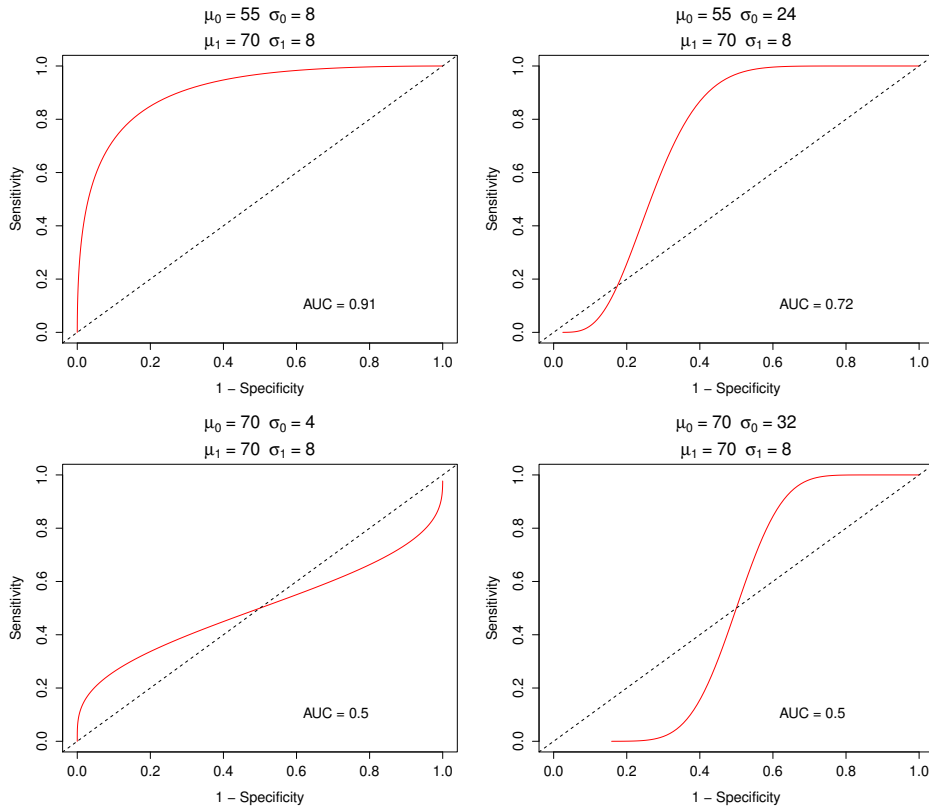 μ₀ = 55 σ₀ = 8
μ₁ = 70 σ₁ = 8
Sensitivity
0.0 0.2 0.4 0.6 0.8 1.0
AUC = 0.91
0.0 0.2 0.4 0.6 0.8 1.0
1 − Specificity
μ₀ = 55 σ₀ = 24
μ₁ = 70 σ₁ = 8
Sensitivity
0.0 0.2 0.4 0.6 0.8 1.0
AUC = 0.72
0.0 0.2 0.4 0.6 0.8 1.0
1 − Specificity
μ₀ = 70 σ₀ = 4
μ₁ = 70 σ₁ = 8
Sensitivity
0.0 0.2 0.4 0.6 0.8 1.0
AUC = 0.5
0.0 0.2 0.4 0.6 0.8 1.0
1 − Specificity
μ₀ = 70 σ₀ = 32
μ₁ = 70 σ₁ = 8
Sensitivity
0.0 0.2 0.4 0.6 0.8 1.0
AUC = 0.5
0.0 0.2 0.4 0.6 0.8 1.0
1 − Specificity